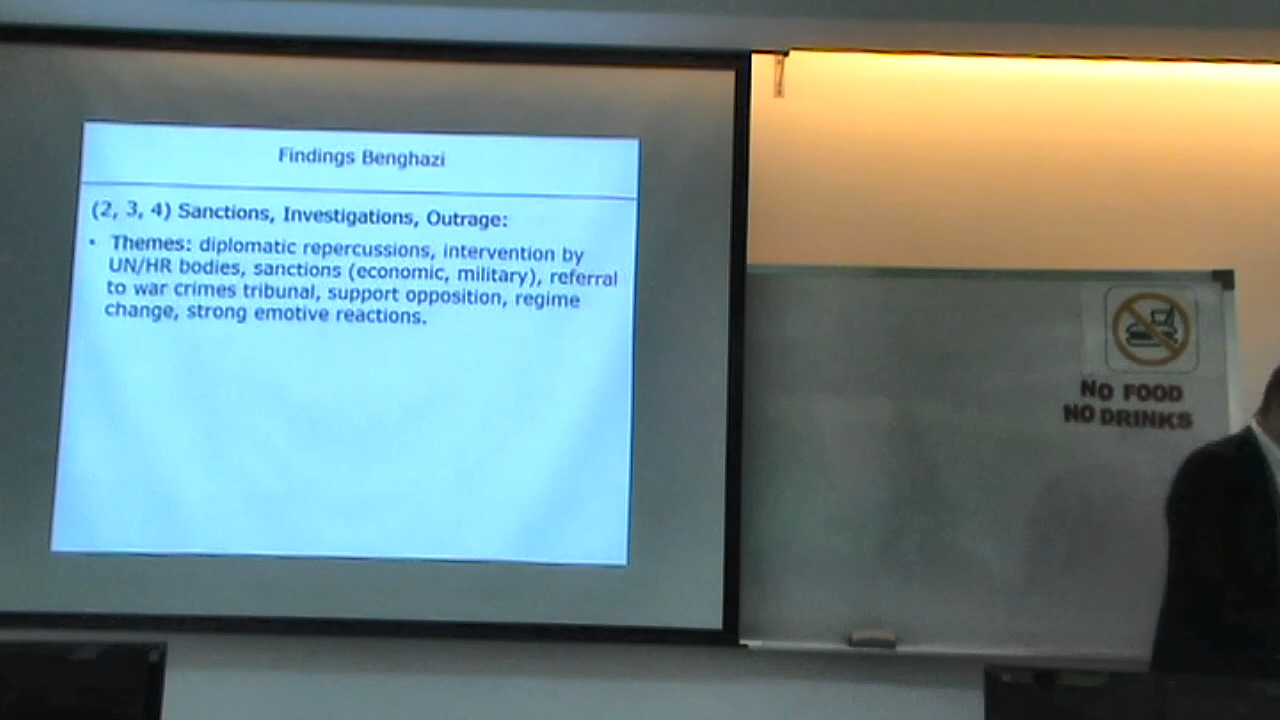 Findings Benghazi
(2, 3, 4) Sanctions, Investigations, Outrage:
• Themes: diplomatic repercussions, intervention by
UN/HR bodies, sanctions (economic, military), referral
to war crimes tribunal, support opposition, regime
change, strong emotive reactions.
NO FOOD
NO DRINKS